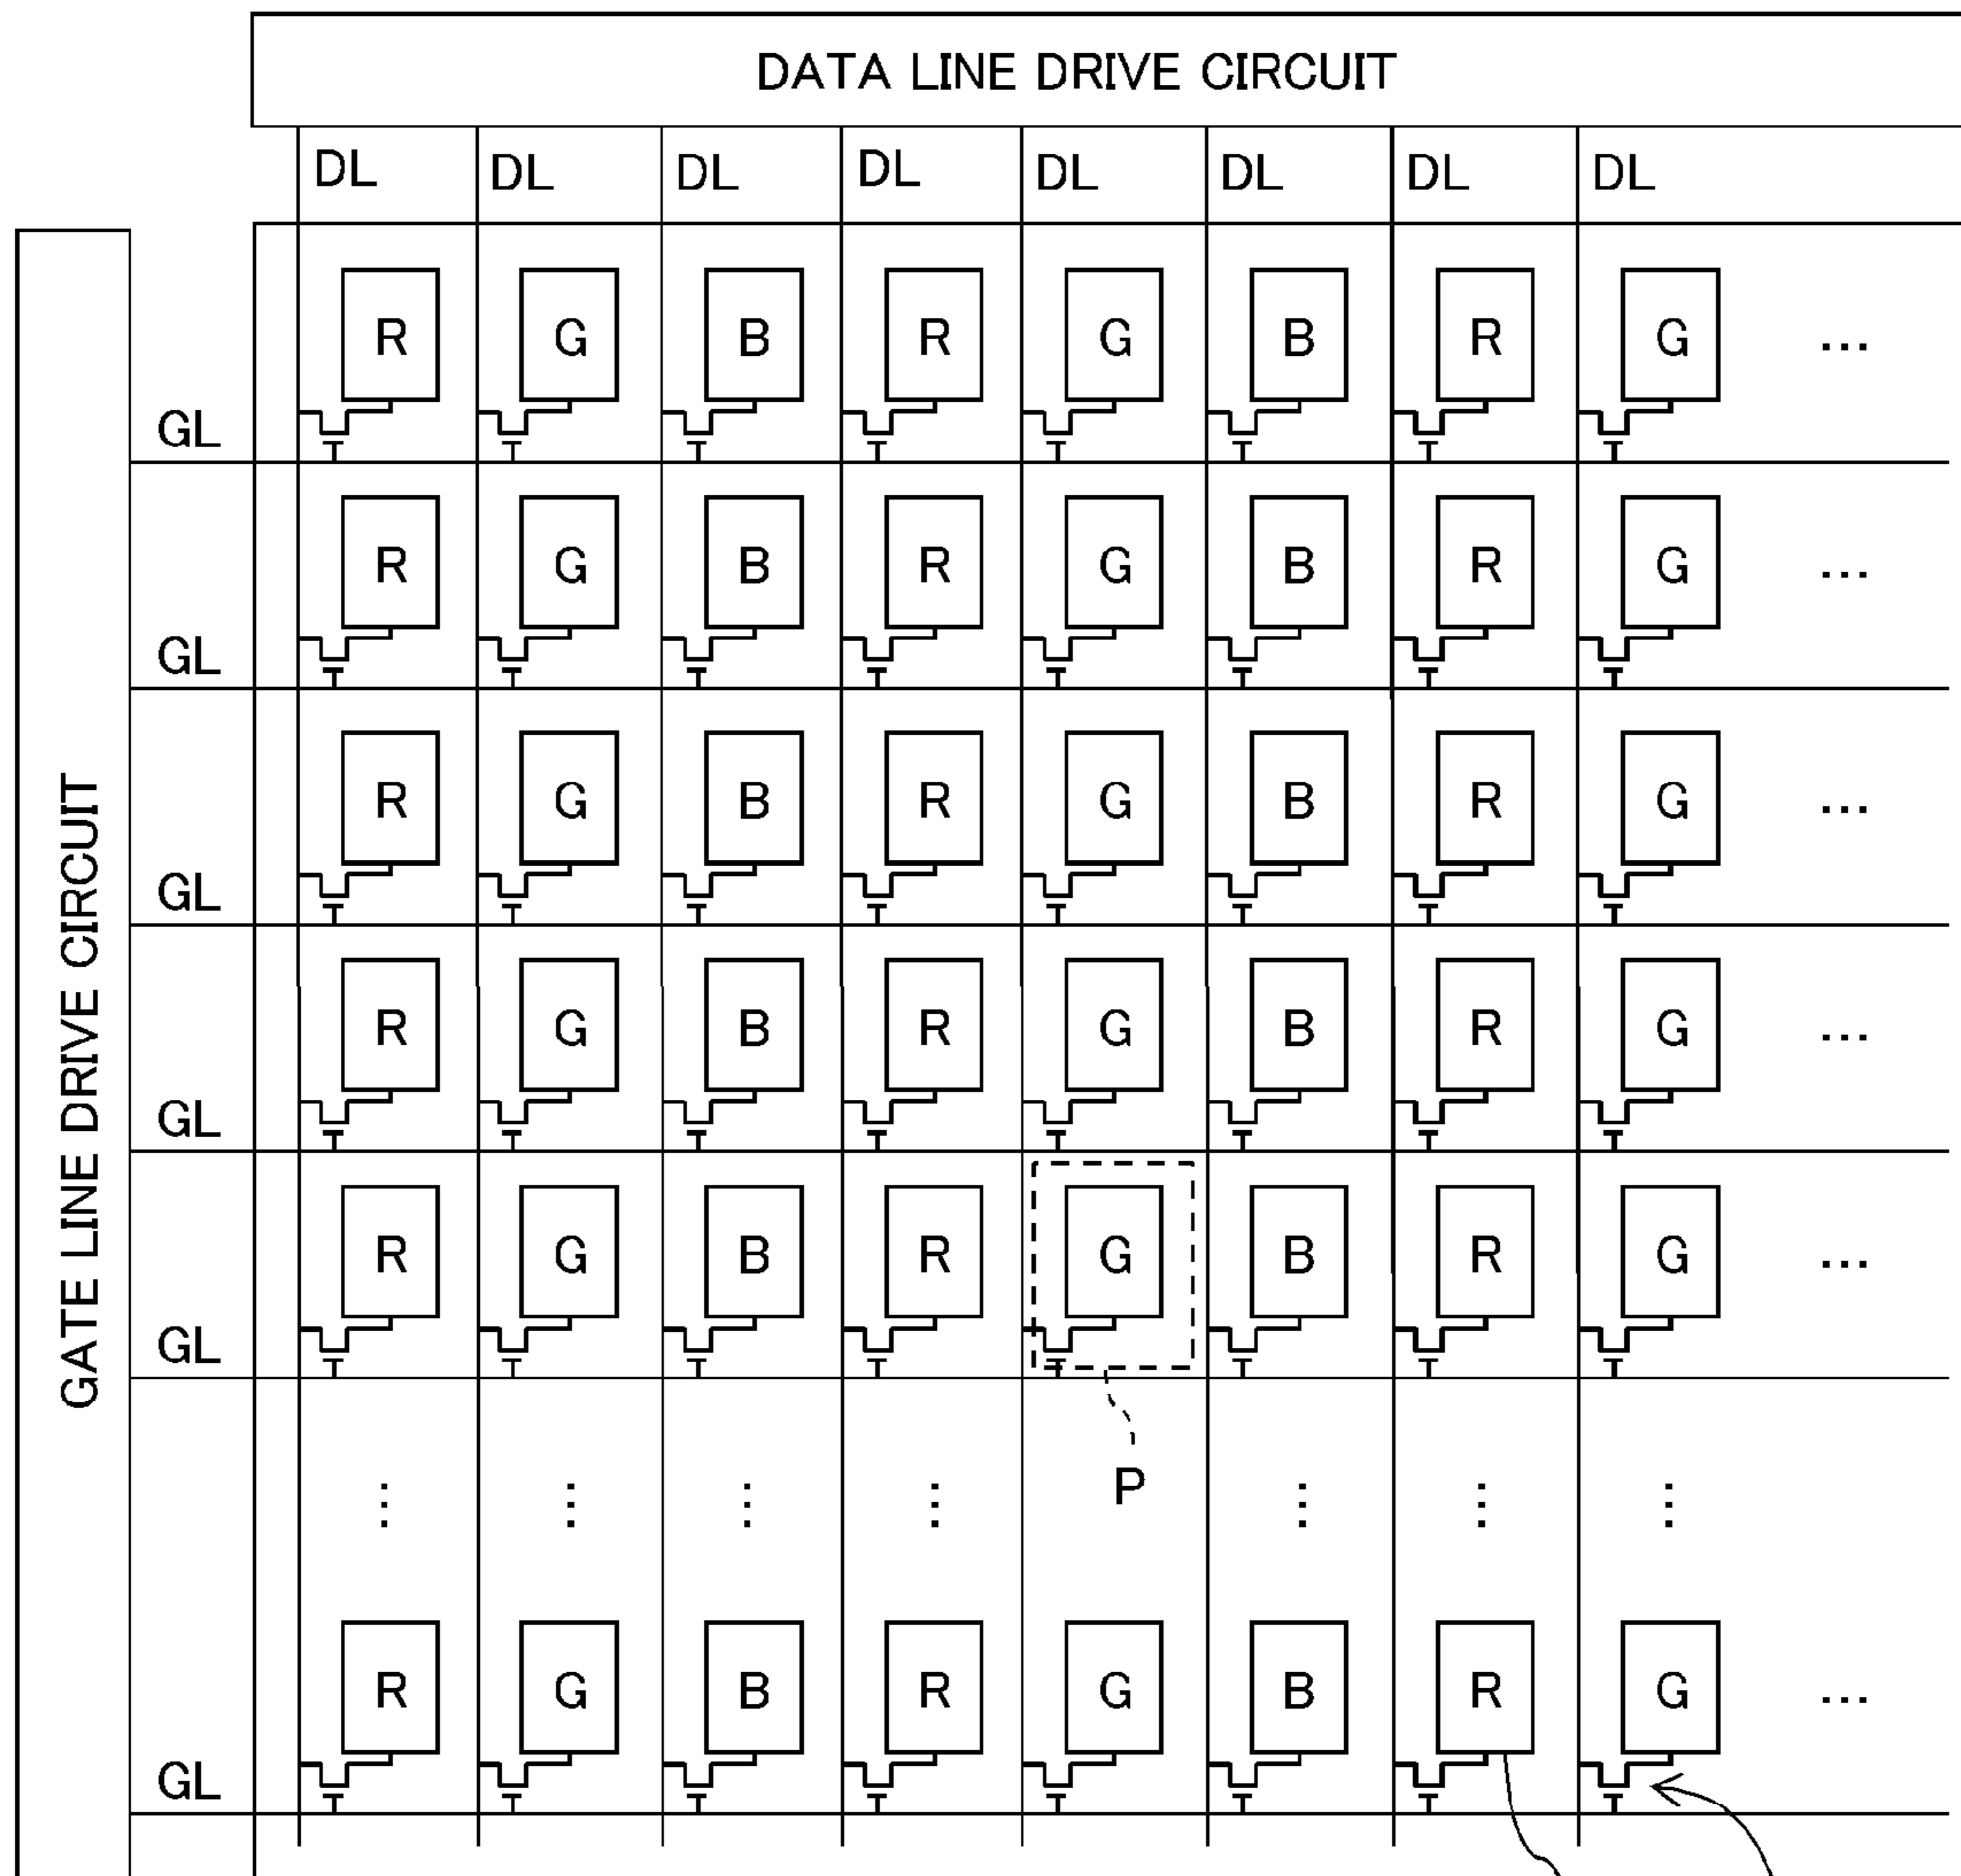 DATA LINE DRIVE CIRCUIT
DL DL DL DL DL DL DL DL
GATE LINE DRIVE CIRCUIT
R G B R G B R G ...
GL
R G B R G B R G ...
GL
R G B R G B R G ...
GL
R G B R G B R G ...
GL
R G B R G B R G ...
GL
P
R G B R G B R G ...
GL